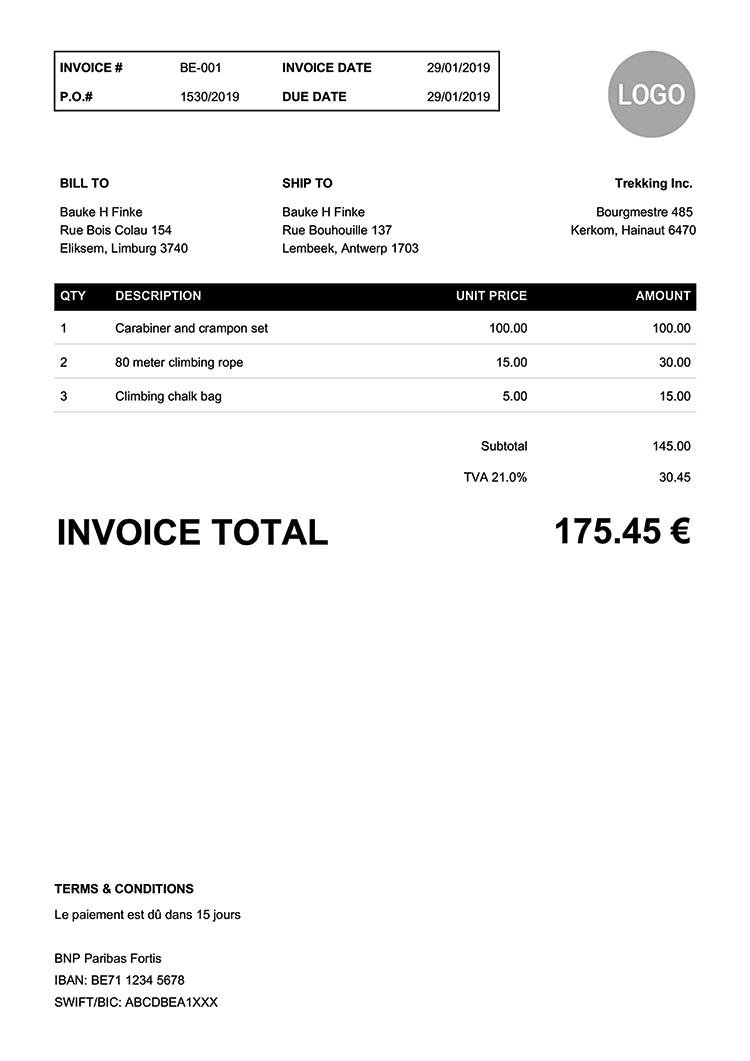 INVOICE # BE-001 INVOICE DATE 29/01/2019
P.O.# 1530/2019 DUE DATE 29/01/2019
LOGO
BILL TO SHIP TO Trekking Inc.
Bauke H Finke Bauke H Finke Bourgmestre 485
Rue Bois Colau 154 Rue Bouhouille 137 Kerkom, Hainaut 6470
Eliksem, Limburg 3740 Lembeek, Antwerp 1703
QTY DESCRIPTION UNIT PRICE AMOUNT
1 Carabiner and crampon set 100.00 100.00
2 80 meter climbing rope 15.00 30.00
3 Climbing chalk bag 5.00 15.00
Subtotal 145.00
TVA 21.0% 30.45
INVOICE TOTAL 175.45 €
TERMS & CONDITIONS
Le paiement est dû dans 15 jours
BNP Paribas Fortis
IBAN: BE71 1234 5678
SWIFT/BIC: ABCDBEA1XXX